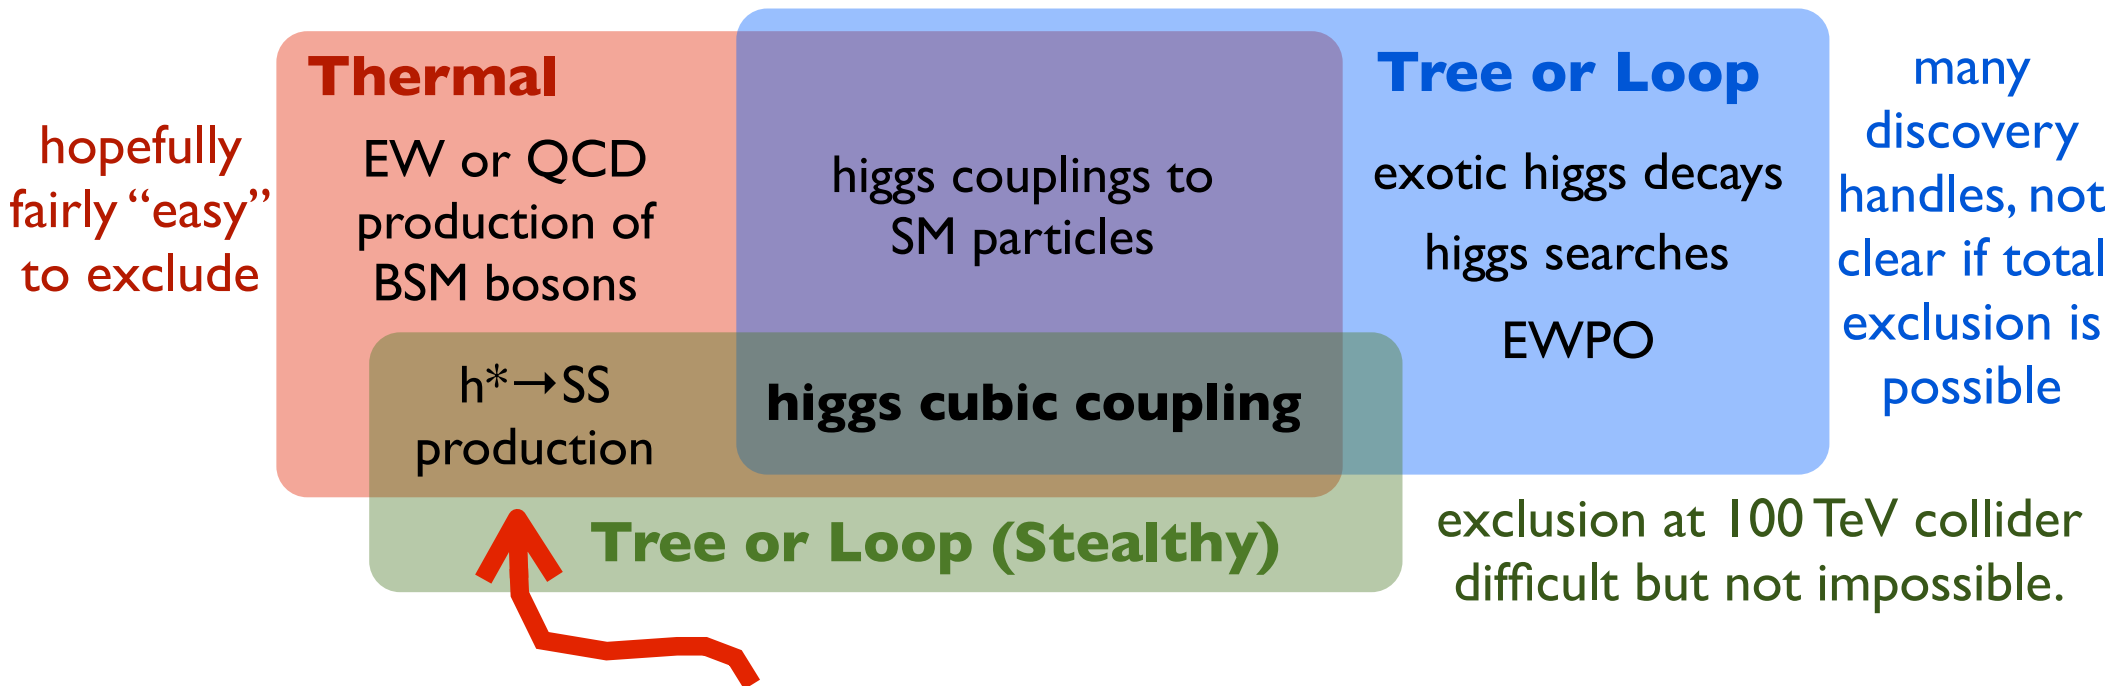 hopefully
fairly “easy”
to exclude
Thermal
EW or QCD
production of
BSM bosons
higgs couplings to
SM particles
Tree or Loop
exotic higgs decays
higgs searches
EWPO
many
discovery
handles, not
clear if total
exclusion is
possible
h*→SS
production
higgs cubic coupling
Tree or Loop (Stealthy)
exclusion at 100 TeV collider
difficult but not impossible.